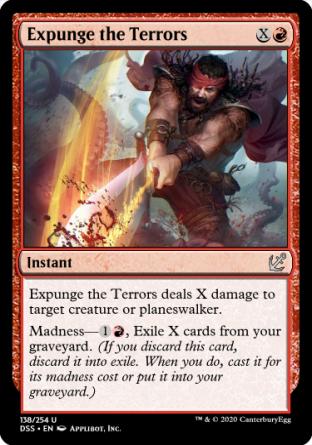 Expunge the Terrors XR
Instant
Expunge the Terrors deals X damage to
target creature or planeswalker.
Madness—1R, Exile X cards from your
graveyard. (If you discard this card,
discard it into exile. When you do, cast it for
its madness cost or put it into your
graveyard.)
138/254 U
DSS • EN APPLIBOT, INC.
™ & © 2020 CanterburyEgg